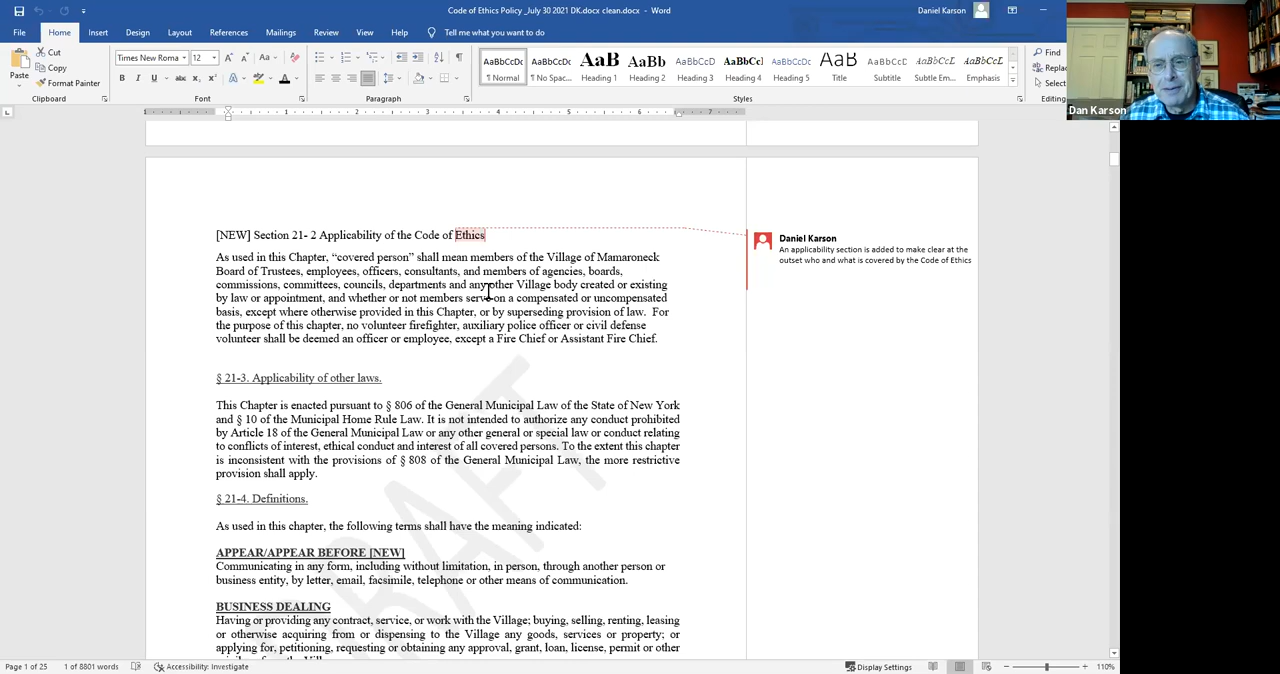 Code of Ethics Policy _July 30 2021 DK.docx clean.docx - Word
Daniel Karson
File Home Insert Design Layout References Mailings Review View Help Tell me what you want to do
Paste
Cut
Copy
Format Painter
Clipboard
Times New Roma 12
Font
Paragraph
AaBbCcDc AaBbCcDc AaBbC AaBbC AaBbCcD AaBbCcI AaBbCcDc AaB AaBbCcD AaBbCcDc AaBbCcDc
¶ Normal ¶ No Spac... Heading 1 Heading 2 Heading 3 Heading 4 Heading 5 Title Subtitle Subtle Em... Emphasis
Styles
Find
Replac
Select
Editing
Dan Karson
[NEW] Section 21- 2 Applicability of the Code of Ethics
As used in this Chapter, “covered person” shall mean members of the Village of Mamaroneck
Board of Trustees, employees, officers, consultants, and members of agencies, boards,
commissions, committees, councils, departments and any other Village body created or existing
by law or appointment, and whether or not members serve on a compensated or uncompensated
basis, except where otherwise provided in this Chapter, or by superseding provision of law. For
the purpose of this chapter, no volunteer firefighter, auxiliary police officer or civil defense
volunteer shall be deemed an officer or employee, except a Fire Chief or Assistant Fire Chief.
Daniel Karson
An applicability section is added to make clear at the
outset who and what is covered by the Code of Ethics
§ 21-3. Applicability of other laws.
This Chapter is enacted pursuant to § 806 of the General Municipal Law of the State of New York
and § 10 of the Municipal Home Rule Law. It is not intended to authorize any conduct prohibited
by Article 18 of the General Municipal Law or any other general or special law or conduct relating
to conflicts of interest, ethical conduct and interest of all covered persons. To the extent this chapter
is inconsistent with the provisions of § 808 of the General Municipal Law, the more restrictive
provision shall apply.
§ 21-4. Definitions.
As used in this chapter, the following terms shall have the meaning indicated:
APPEAR/APPEAR BEFORE [NEW]
Communicating in any form, including without limitation, in person, through another person or
business entity, by letter, email, facsimile, telephone or other means of communication.
BUSINESS DEALING
Having or providing any contract, service, or work with the Village; buying, selling, renting, leasing
or otherwise acquiring from or dispensing to the Village any goods, services or property; or
applying for, petitioning, requesting or obtaining any approval, grant, loan, license, permit or other
DRAFT
Page 1 of 25 1 of 8801 words Accessibility: Investigate
Display Settings 110%